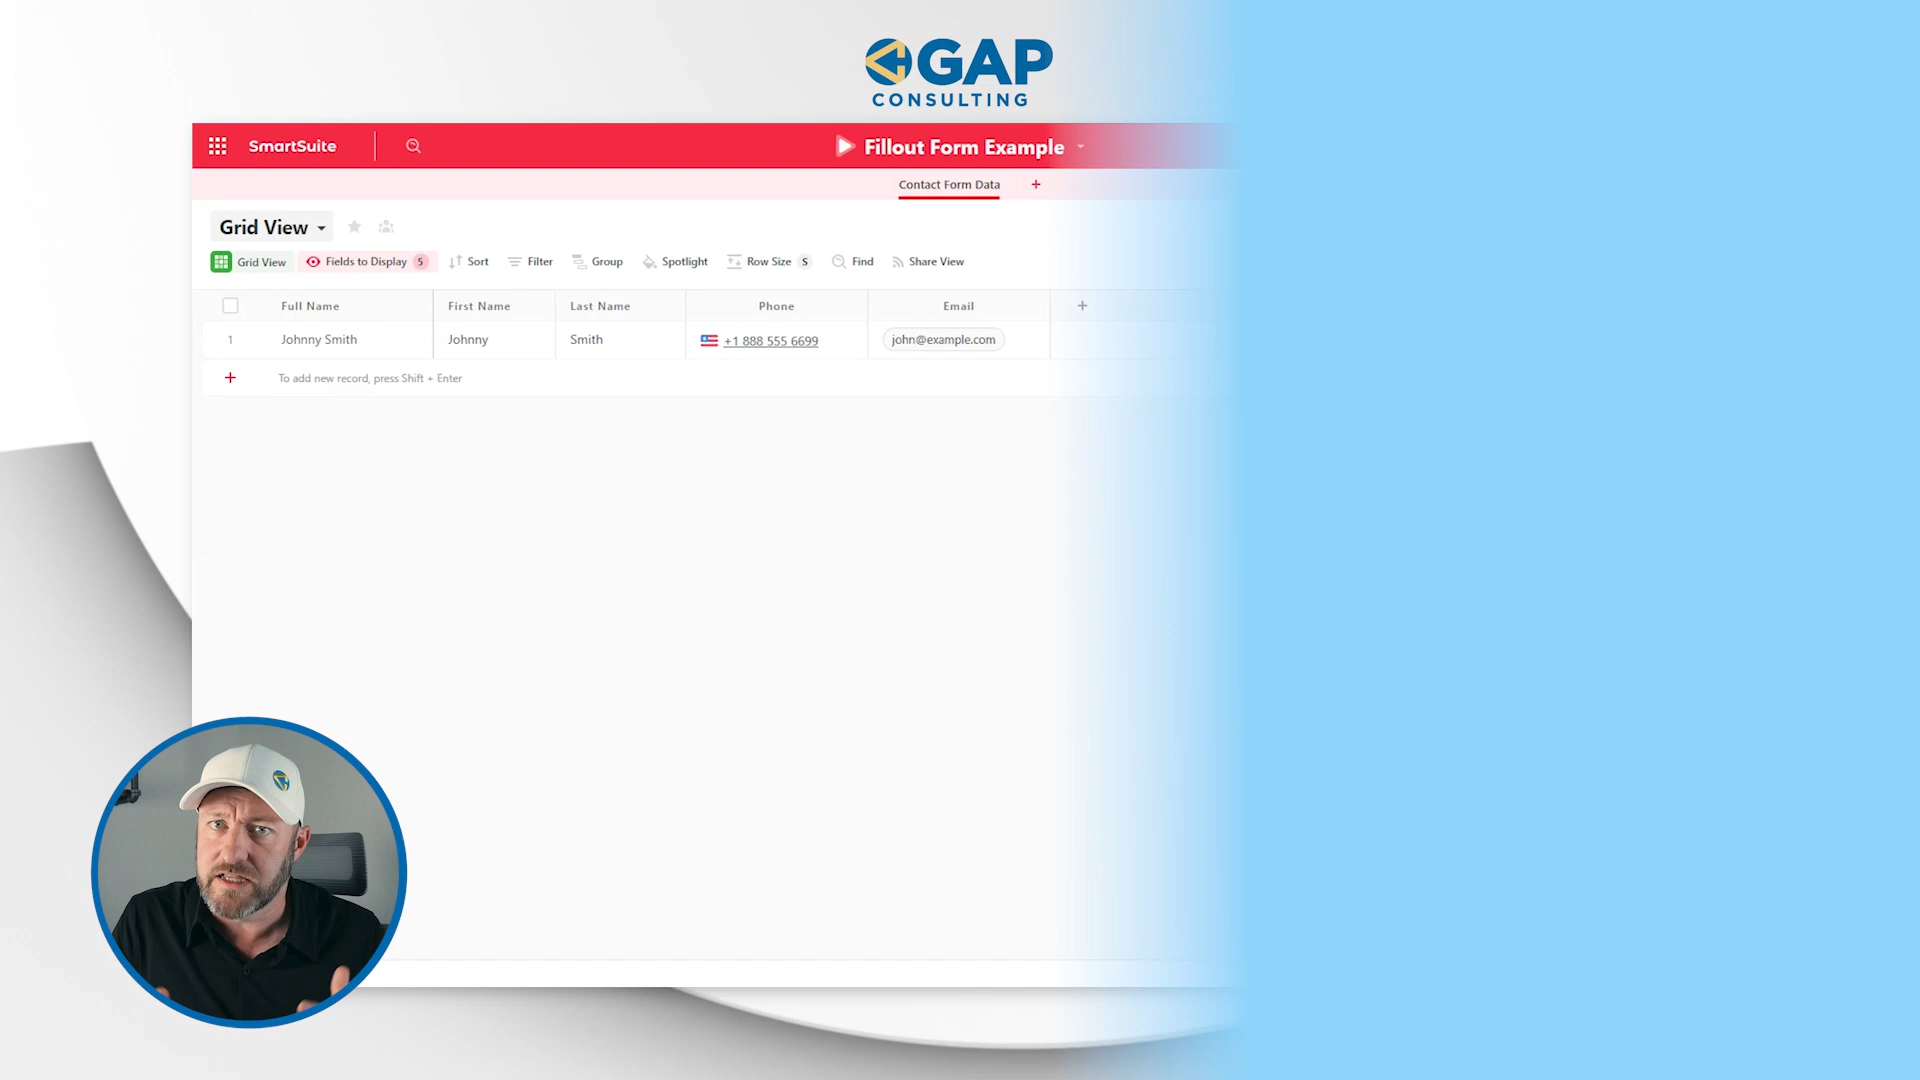 GAP
CONSULTING
SmartSuite
Fillout Form Example
Contact Form Data +
Grid View
Grid View Fields to Display 5 Sort Filter Group Spotlight Row Size S Find Share View
Full Name First Name Last Name Phone Email +
1 Johnny Smith Johnny Smith +1 888 555 6699 john@example.com
+ To add new record, press Shift + Enter